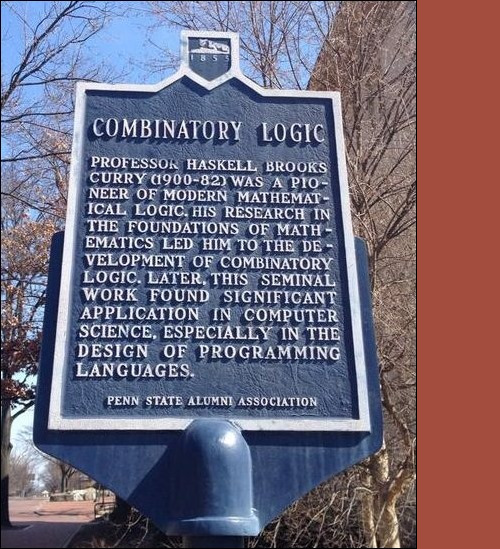 1855
COMBINATORY LOGIC
PROFESSOR HASKELL BROOKS
CURRY (1900-82) WAS A PIO-
NEER OF MODERN MATHEMAT-
ICAL LOGIC. HIS RESEARCH IN
THE FOUNDATIONS OF MATH-
EMATICS LED HIM TO THE DE-
VELOPMENT OF COMBINATORY
LOGIC. LATER, THIS SEMINAL
WORK FOUND SIGNIFICANT
APPLICATION IN COMPUTER
SCIENCE, ESPECIALLY IN THE
DESIGN OF PROGRAMMING
LANGUAGES.
PENN STATE ALUMNI ASSOCIATION